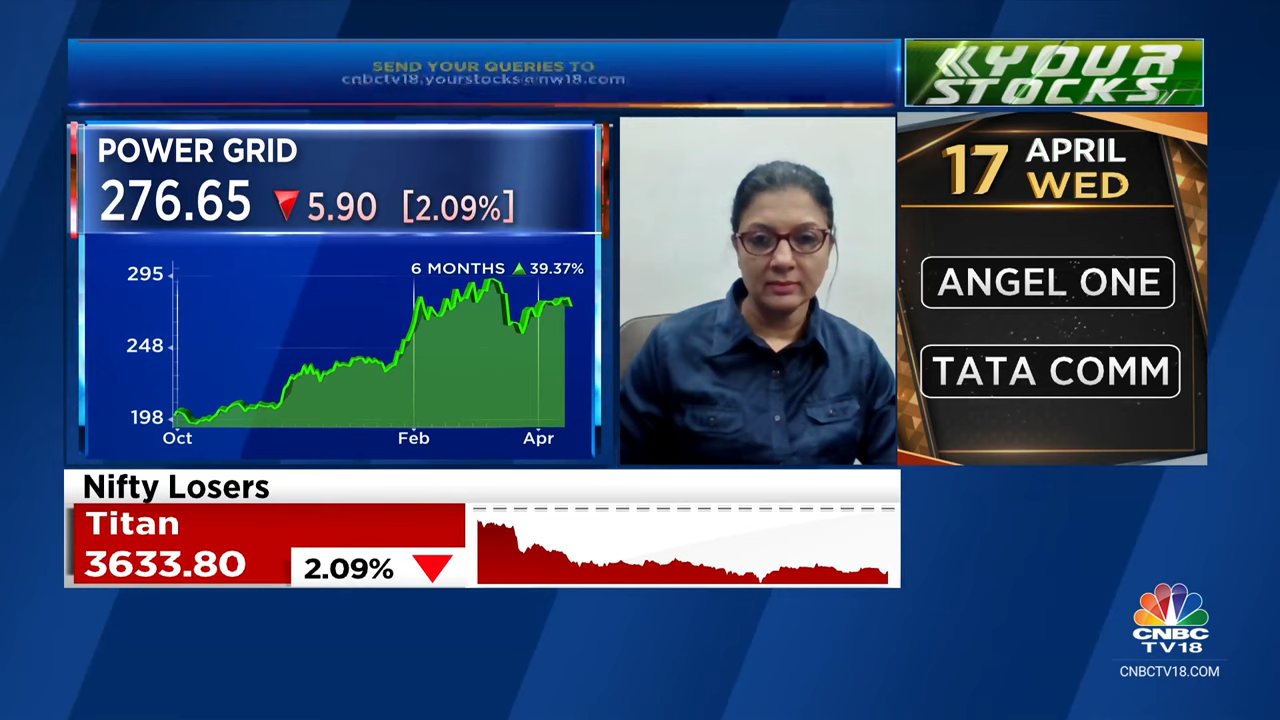 SEND YOUR QUERIES TO
cnbctv18.yourstocks@nw18.com
YOUR
STOCKS
POWER GRID
276.65 5.90 [2.09%]
6 MONTHS 39.37%
295
248
198
Oct Feb Apr
17 APRIL
WED
ANGEL ONE
TATA COMM
Nifty Losers
Titan
3633.80 2.09%
CNBC
TV18
CNBCTV18.COM